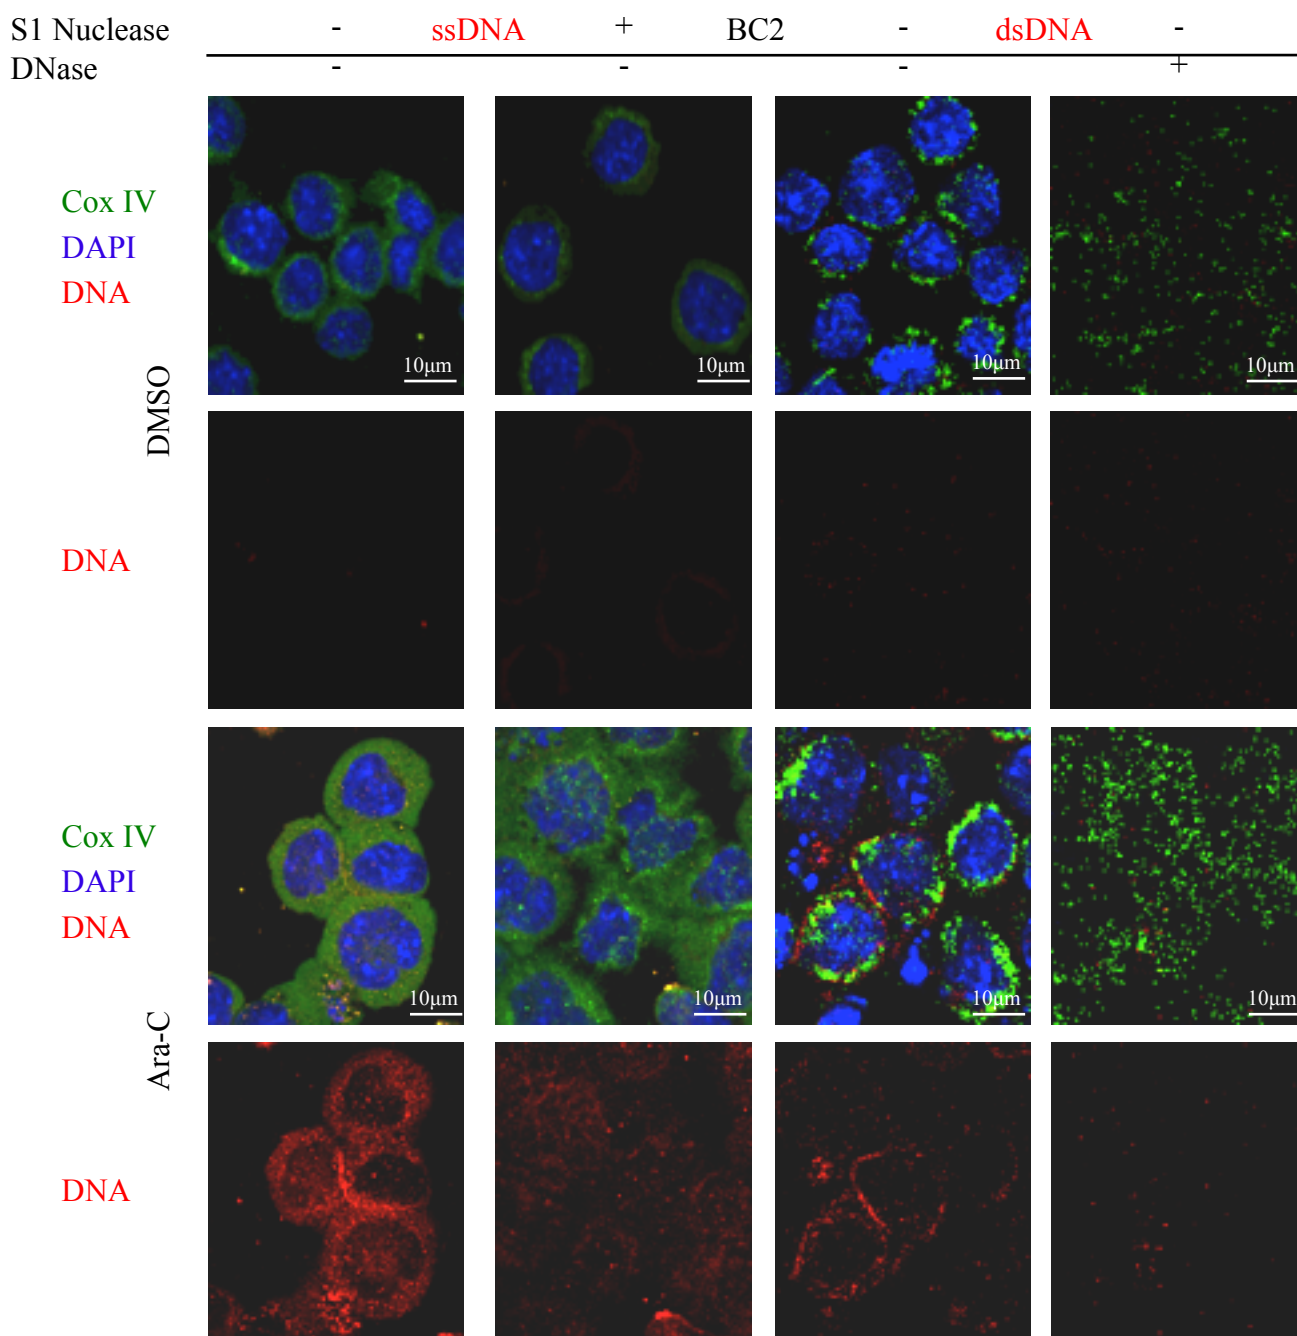 S1 Nuclease - ssDNA + BC2 - dsDNA -
DNase - - - +
Cox IV
DAPI
DNA
10μm 10μm 10μm 10μm
DMSO
DNA
Cox IV
DAPI
DNA
10μm 10μm 10μm 10μm
Ara-C
DNA